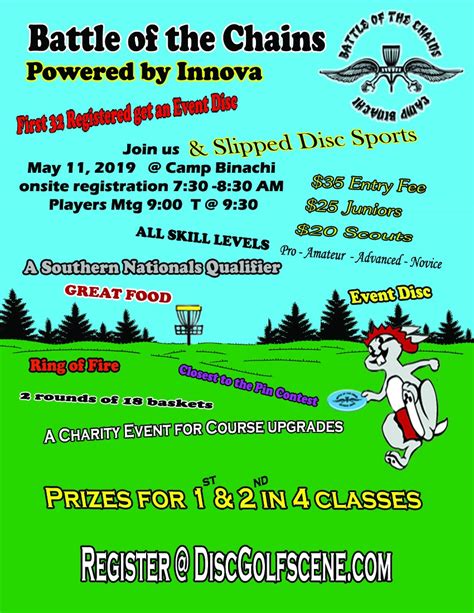 Battle of the Chains
Powered by Innova
BATTLE OF THE CHAINS
CAMP BINACHI
First 32 Registered get an Event Disc
& Slipped Disc Sports
Join us
May 11, 2019 @ Camp Binachi
onsite registration 7:30 -8:30 AM
Players Mtg 9:00 T @ 9:30
$35 Entry Fee
$25 Juniors
$20 Scouts
ALL SKILL LEVELS
Pro - Amateur - Advanced - Novice
A Southern Nationals Qualifier
GREAT FOOD
Event Disc
Ring of Fire
Closest to the Pin Contest
2 rounds of 18 baskets
A Charity Event for Course upgrades
Prizes for 1st & 2nd in 4 classes
Register @ DiscGolfscene.com